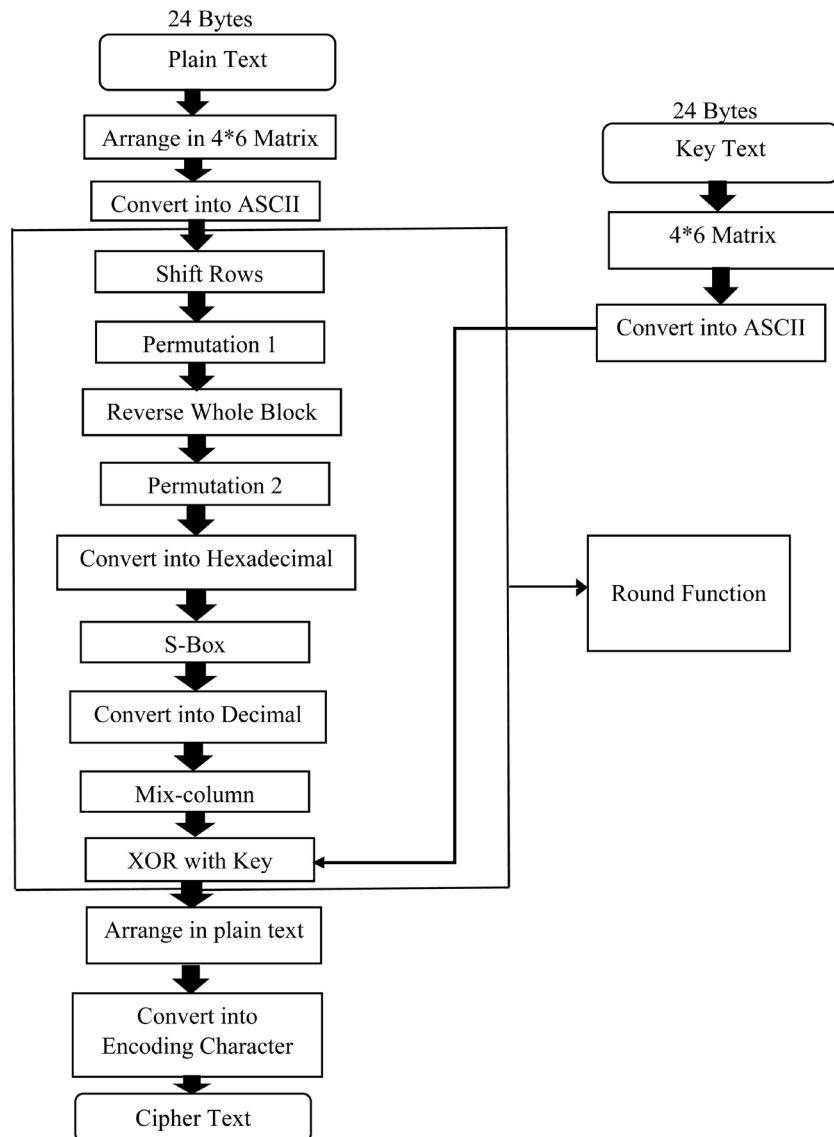 24 Bytes
Plain Text
Arrange in 4*6 Matrix
Convert into ASCII
Shift Rows
Permutation 1
Reverse Whole Block
Permutation 2
Convert into Hexadecimal
S-Box
Convert into Decimal
Mix-column
XOR with Key
Arrange in plain text
Convert into
Encoding Character
Cipher Text
24 Bytes
Key Text
4*6 Matrix
Convert into ASCII
Round Function